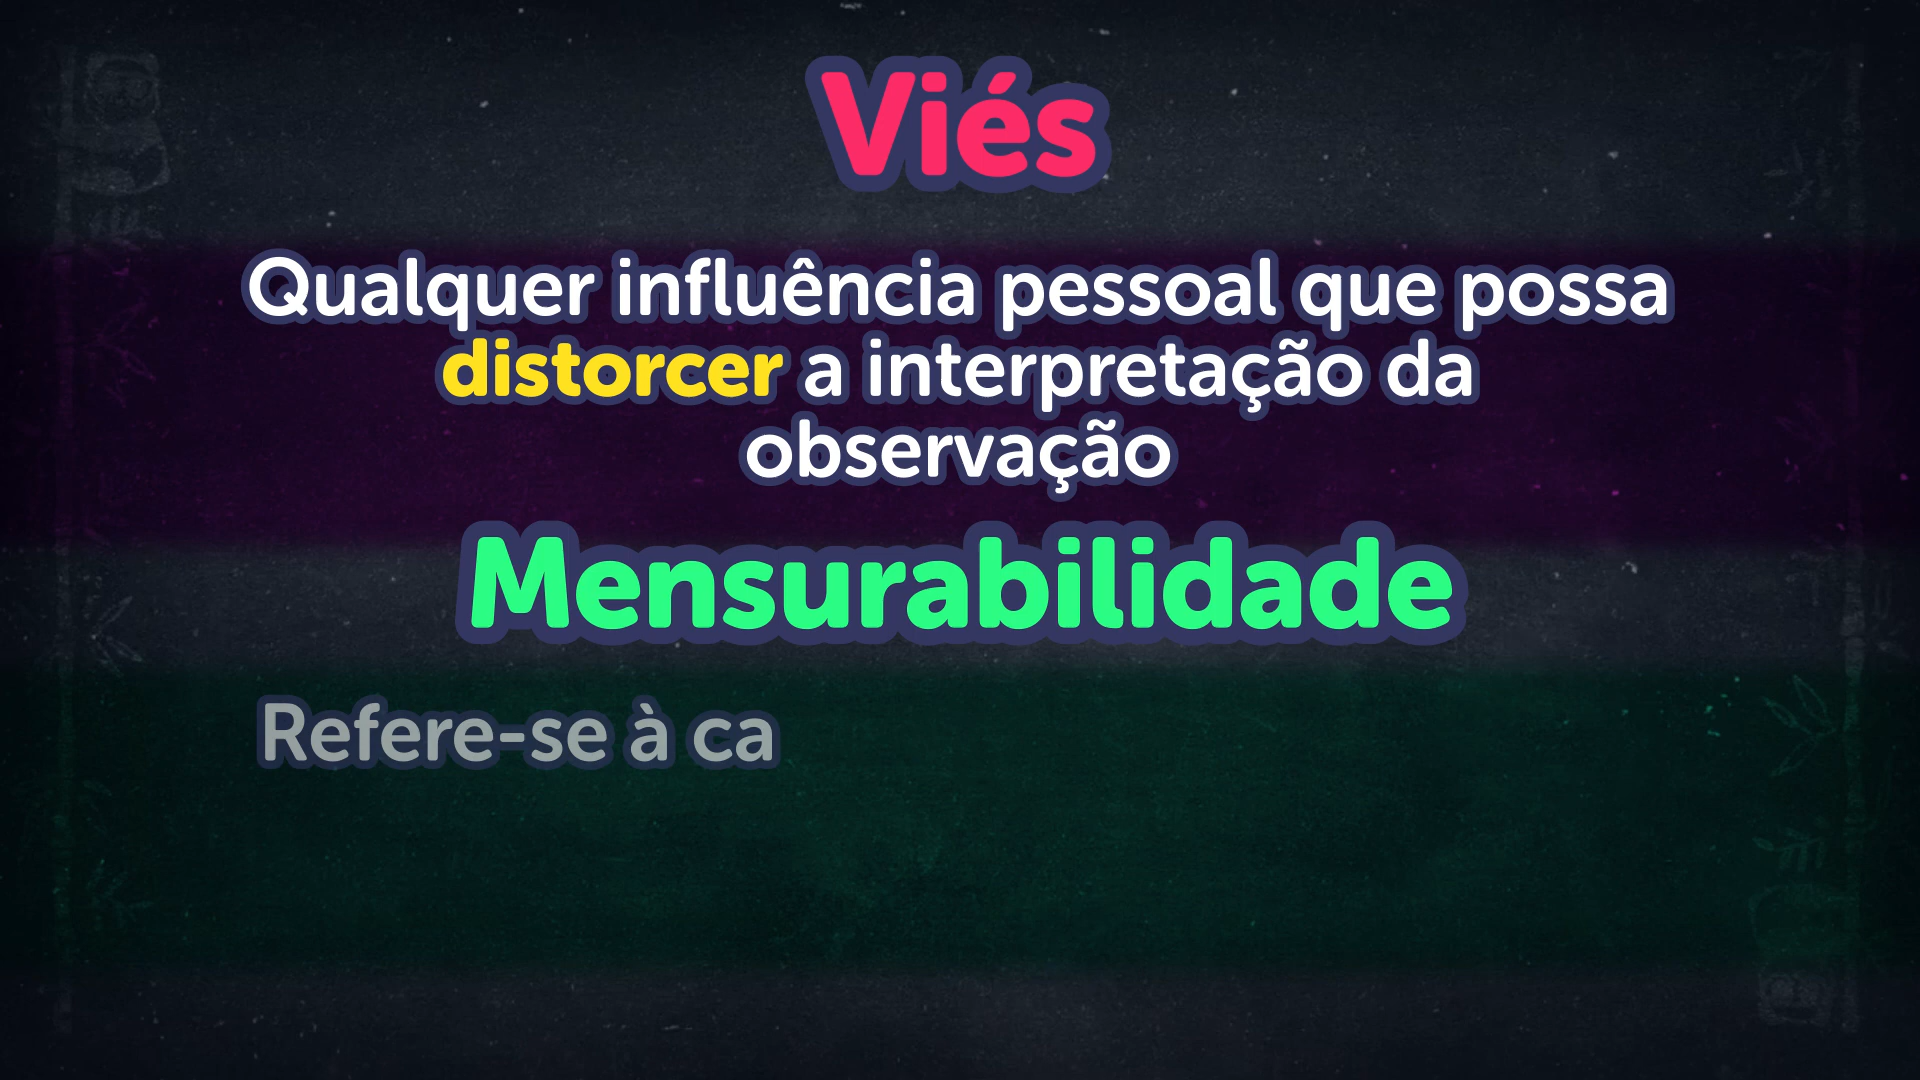 Viés
Qualquer influência pessoal que possa
distorcer a interpretação da
observação
Mensurabilidade
Refere-se à ca